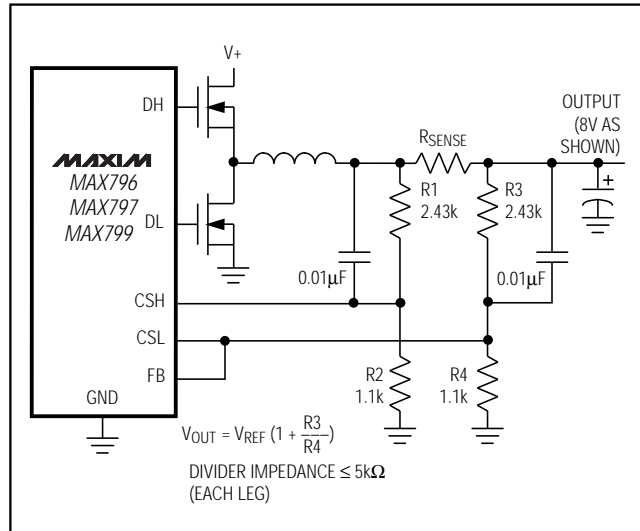 V+
DH
OUTPUT
(8V AS
SHOWN)
RSENSE
+
MAXIM
MAX796
MAX797
MAX799
R1
2.43k
R3
2.43k
DL
0.01µF
0.01µF
CSH
CSL
FB
R2
1.1k
R4
1.1k
GND
VOUT = VREF (1 + R3/R4)
DIVIDER IMPEDANCE ≤ 5kΩ
(EACH LEG)